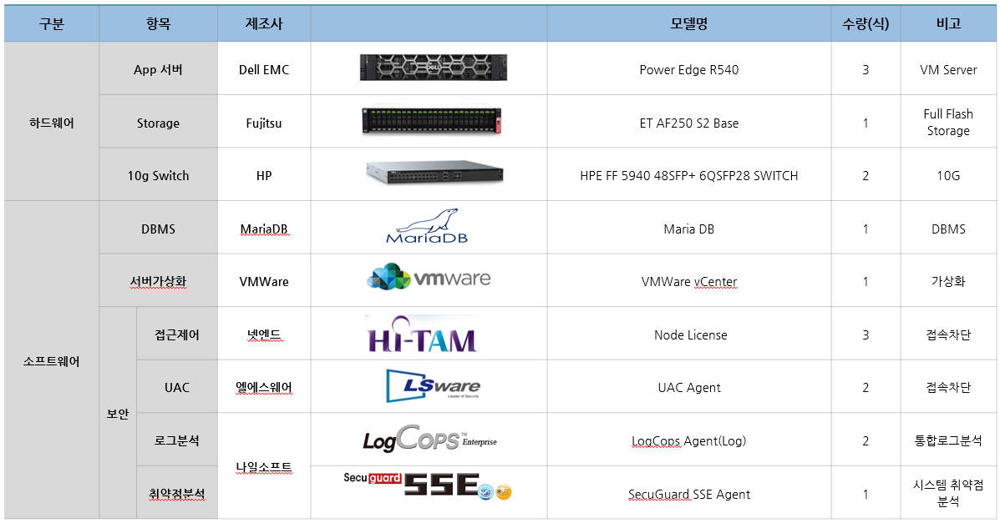 구분 항목 제조사 모델명 수량(식) 비고
하드웨어
App 서버 Dell EMC DELL Power Edge R540 3 VM Server
Storage Fujitsu ET AF250 S2 Base 1 Full Flash
Storage
10g Switch HP HPE FF 5940 48SFP+ 6QSFP28 SWITCH 2 10G
소프트웨어
DBMS MariaDB MariaDB Maria DB 1 DBMS
서버가상화 VMWare vmware VMWare vCenter 1 가상화
보안
접근제어 넷엔드 Hi-TAM Node License 3 접속차단
UAC 엘에스웨어 LSware UAC Agent 2 접속차단
Leader of Security
로그분석 나일소프트 LogCOPS™ Enterprise LogCops Agent(Log) 2 통합로그분석
취약점분석 Secuguard SSE SecuGuard SSE Agent 1 시스템 취약점
분석